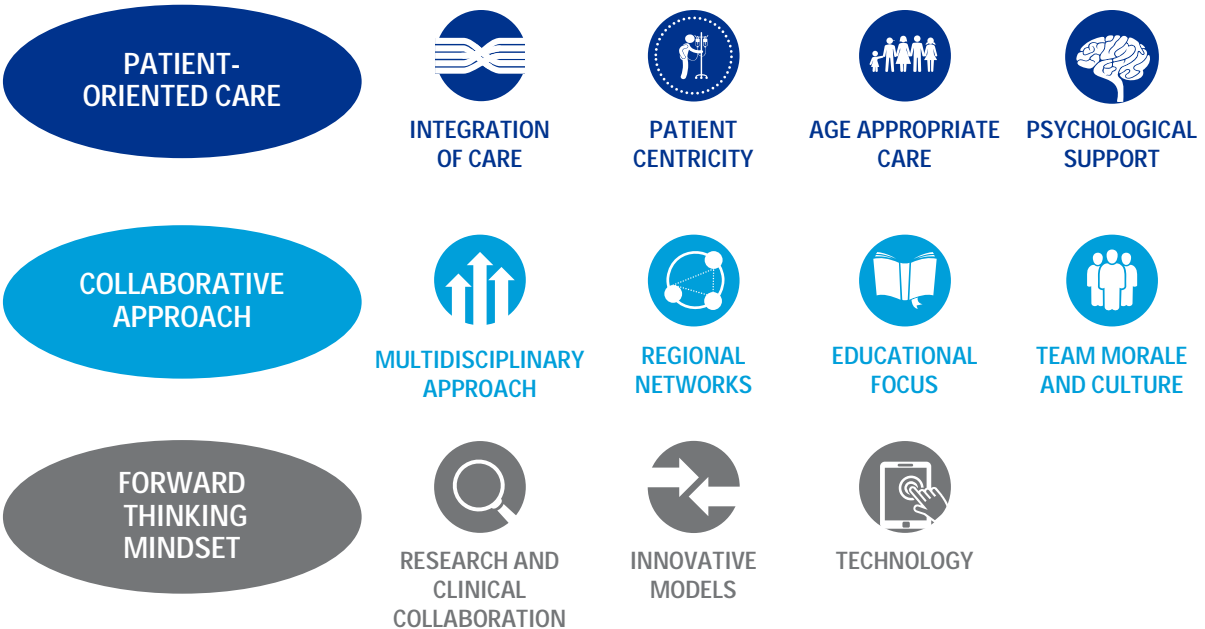 PATIENT-
ORIENTED CARE
INTEGRATION
OF CARE
PATIENT
CENTRICITY
AGE APPROPRIATE
CARE
PSYCHOLOGICAL
SUPPORT
COLLABORATIVE
APPROACH
MULTIDISCIPLINARY
APPROACH
REGIONAL
NETWORKS
EDUCATIONAL
FOCUS
TEAM MORALE
AND CULTURE
FORWARD
THINKING
MINDSET
RESEARCH AND
CLINICAL
COLLABORATION
INNOVATIVE
MODELS
TECHNOLOGY